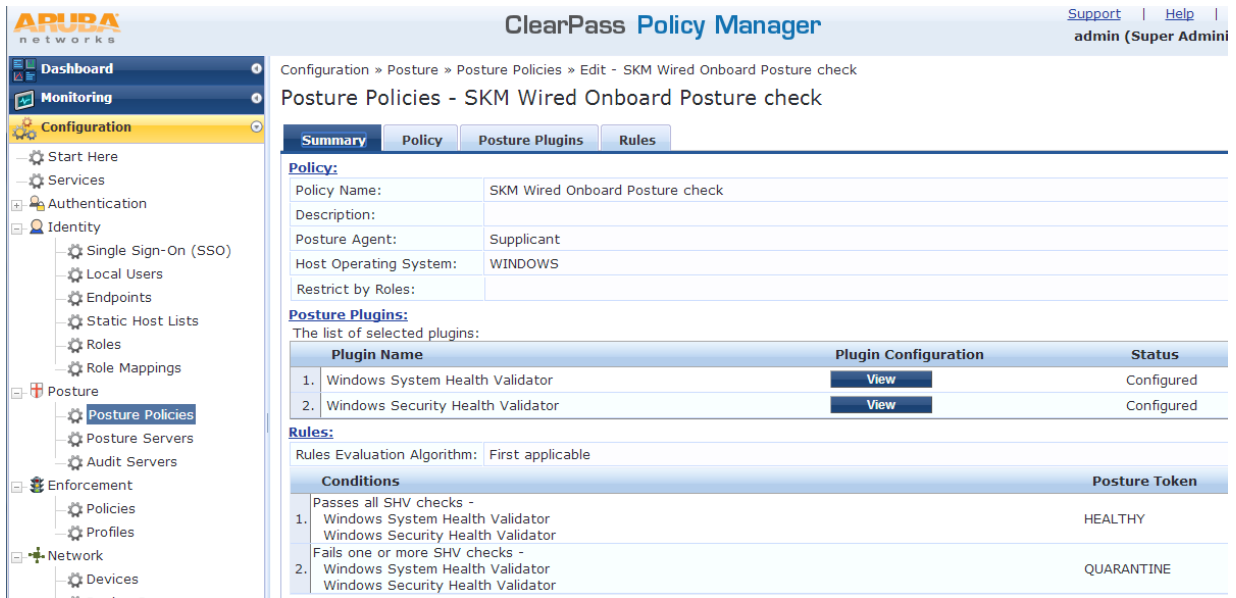 ARUBA
networks
ClearPass Policy Manager
Support | Help |
admin (Super Admini
Dashboard
Monitoring
Configuration
Start Here
Services
Authentication
Identity
Single Sign-On (SSO)
Local Users
Endpoints
Static Host Lists
Roles
Role Mappings
Posture
Posture Policies
Posture Servers
Audit Servers
Enforcement
Policies
Profiles
Network
Devices
Configuration » Posture » Posture Policies » Edit - SKM Wired Onboard Posture check
Posture Policies - SKM Wired Onboard Posture check
Summary Policy Posture Plugins Rules
Policy:
Policy Name: SKM Wired Onboard Posture check
Description:
Posture Agent: Supplicant
Host Operating System: WINDOWS
Restrict by Roles:
Posture Plugins:
The list of selected plugins:
Plugin Name Plugin Configuration Status
1. Windows System Health Validator View Configured
2. Windows Security Health Validator View Configured
Rules:
Rules Evaluation Algorithm: First applicable
Conditions Posture Token
Passes all SHV checks -
1. Windows System Health Validator HEALTHY
Windows Security Health Validator
Fails one or more SHV checks -
2. Windows System Health Validator QUARANTINE
Windows Security Health Validator